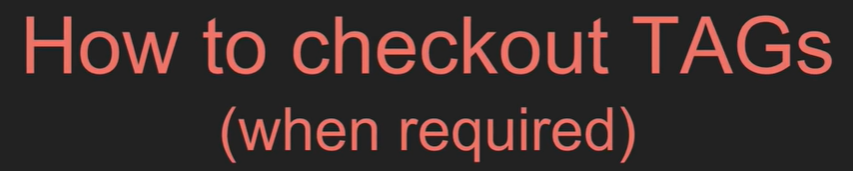 How to checkout TAGs
(when required)